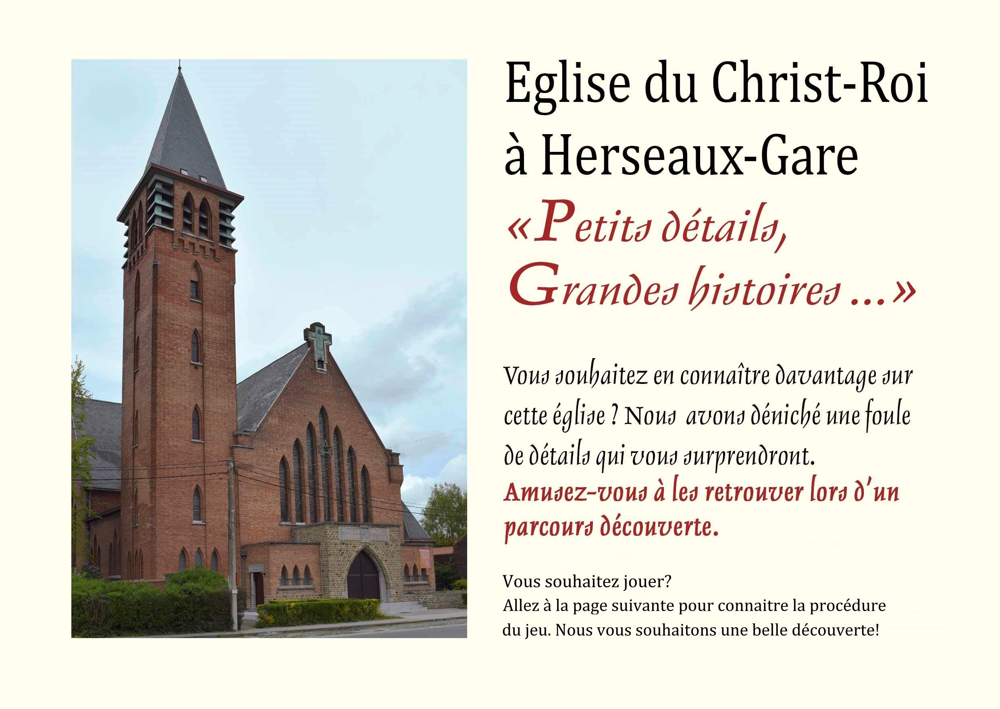 Eglise du Christ-Roi
à Herseaux-Gare
«Petits détails,
Grandes histoires ...»
Vous souhaitez en connaître davantage sur
cette église ? Nous avons déniché une foule
de détails qui vous surprendront.
Amusez-vous à les retrouver lors d'un
parcours découverte.
Vous souhaitez jouer?
Allez à la page suivante pour connaitre la procédure
du jeu. Nous vous souhaitons une belle découverte!